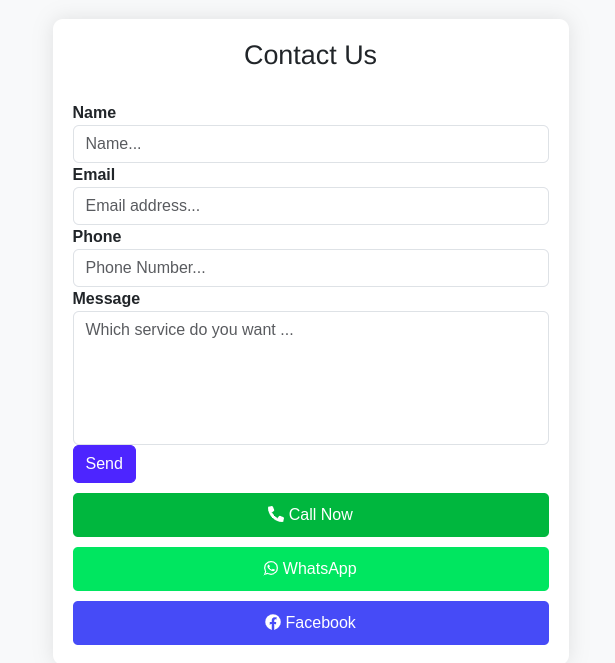 Contact Us
Name
Name...
Email
Email address...
Phone
Phone Number...
Message
Which service do you want ...
Send
Call Now
WhatsApp
Facebook